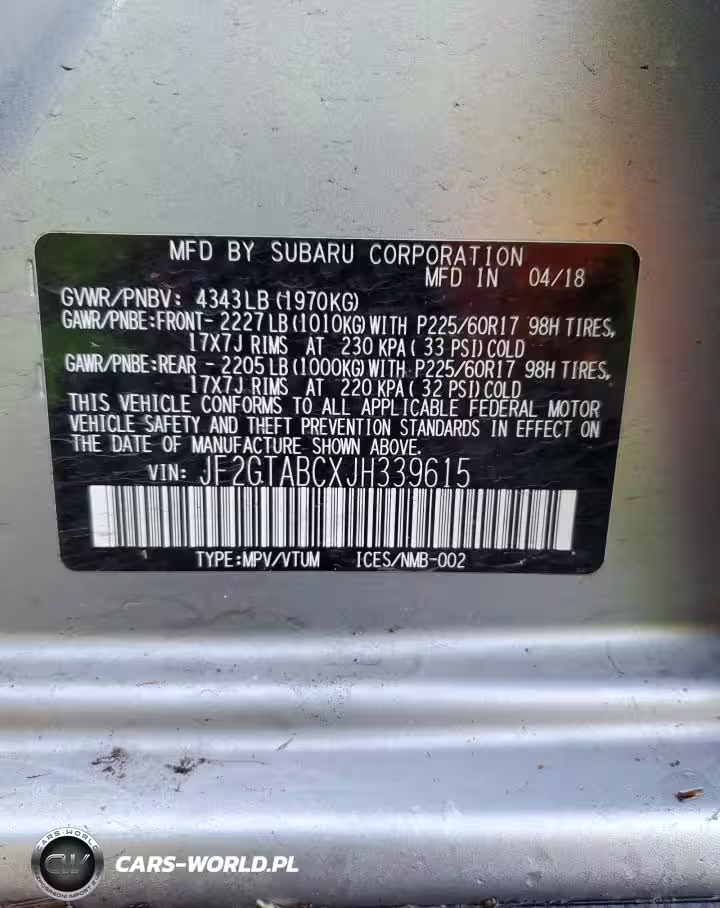 MFD BY SUBARU CORPORATION
MFD IN 04/18
GVWR/PNBV: 4343LB (1970KG)
GAWR/PNBE:FRONT- 2227LB (1010KG) WITH P225/60R17 98H TIRES,
17X7J RIMS AT 230 KPA ( 33 PSI) COLD
GAWR/PNBE:REAR - 2205LB (1000KG) WITH P225/60R17 98H TIRES,
17X7J RIMS AT 220 KPA ( 32 PSI) COLD
THIS VEHICLE CONFORMS TO ALL APPLICABLE FEDERAL MOTOR
VEHICLE SAFETY AND THEFT PREVENTION STANDARDS IN EFFECT ON
THE DATE OF MANUFACTURE SHOWN ABOVE.
VIN: JF2GTABCXJH339615
TYPE:MPV/VTUM ICES/NMB-002
CARS-WORLD
CW
CARS-WORLD.PL